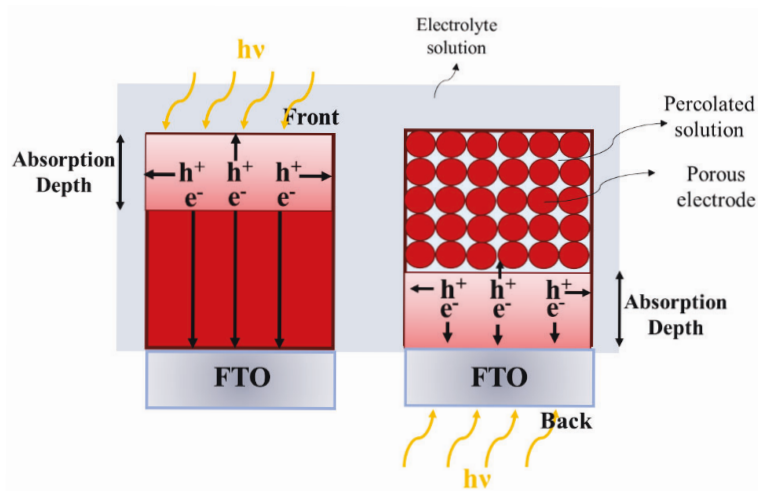 Electrolyte
solution
hν
Front
Absorption
Depth
h⁺ h⁺ h⁺
e⁻ e⁻ e⁻
FTO
Percolated
solution
Porous
electrode
h⁺ h⁺ h⁺
e⁻ e⁻ e⁻
Absorption
Depth
FTO
Back
hν